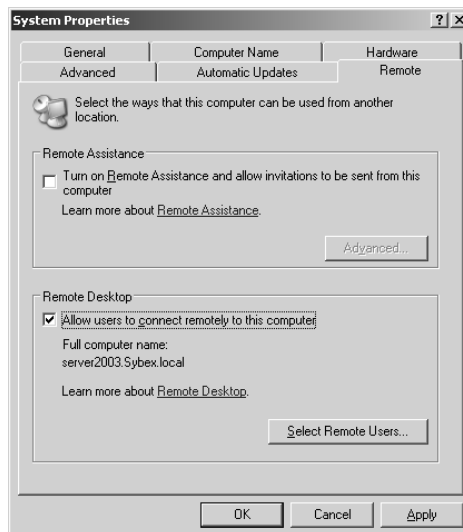 System Properties
General
Computer Name
Hardware
Advanced
Automatic Updates
Remote
Select the ways that this computer can be used from another
location.
Remote Assistance
Turn on Remote Assistance and allow invitations to be sent from this
computer
Learn more about Remote Assistance.
Advanced...
Remote Desktop
Allow users to connect remotely to this computer
Full computer name:
server2003.Sybex.local
Learn more about Remote Desktop.
Select Remote Users...
OK
Cancel
Apply